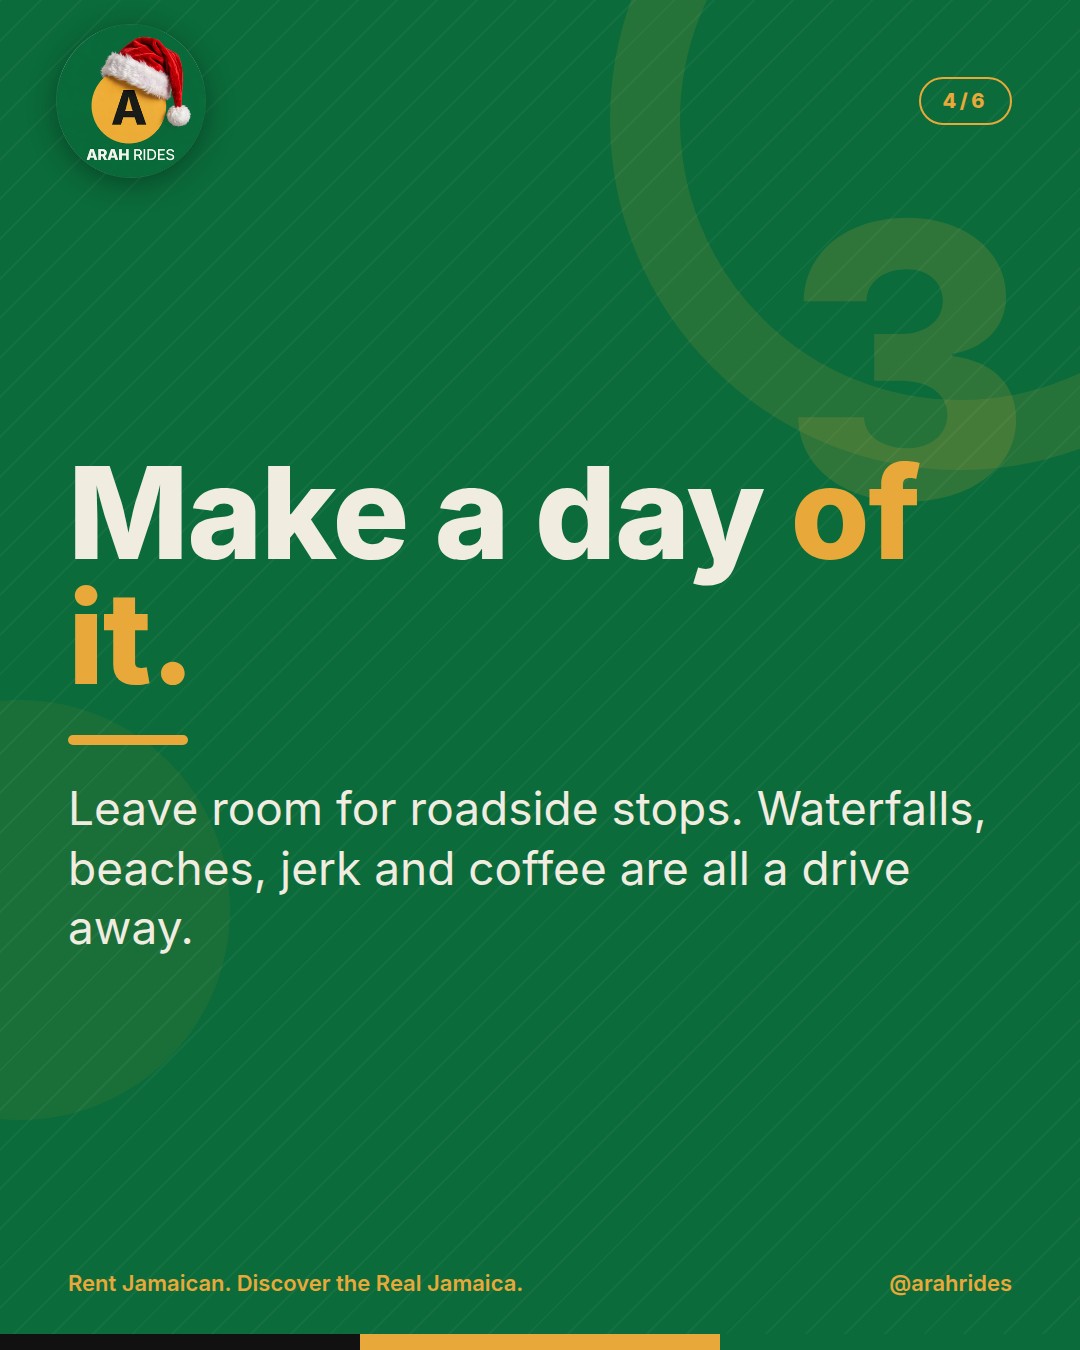 A
ARAH RIDES
4/6
3
Make a day of
it.
Leave room for roadside stops. Waterfalls,
beaches, jerk and coffee are all a drive
away.
Rent Jamaican. Discover the Real Jamaica.
@arahrides